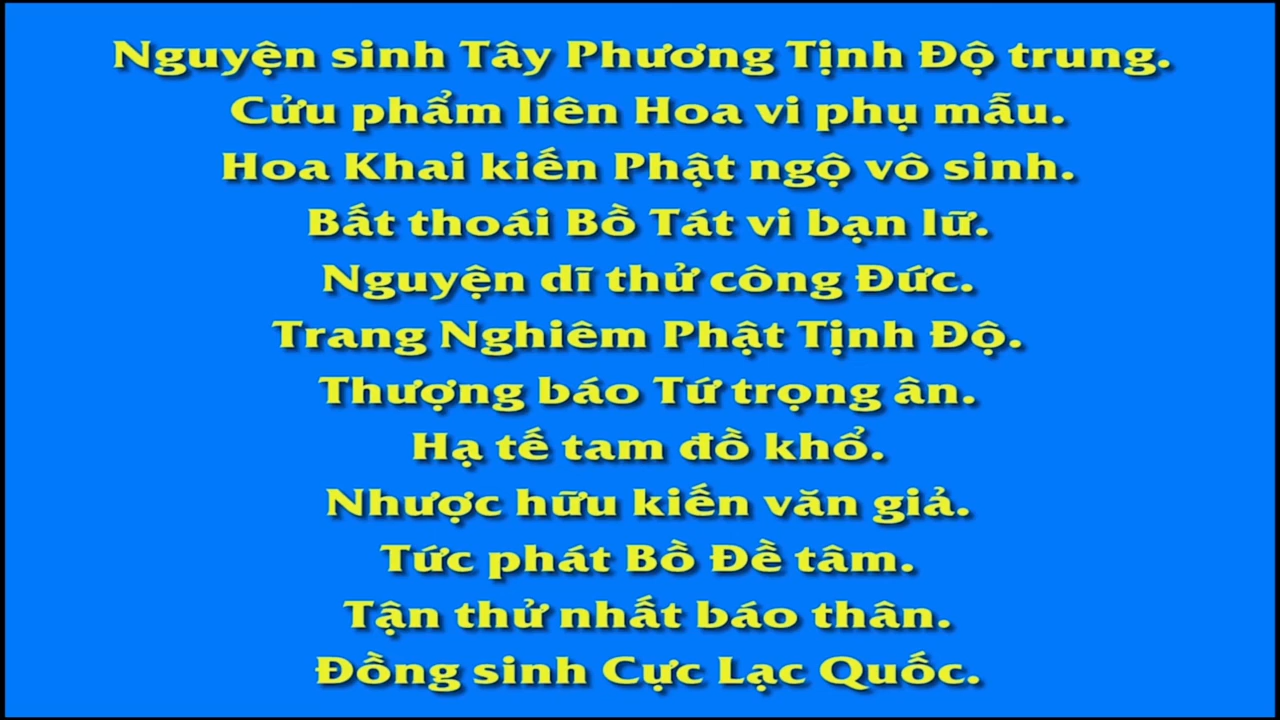 Nguyện sinh Tây Phương Tịnh Độ trung.
Cửu phẩm liên Hoa vi phụ mẫu.
Hoa Khai kiến Phật ngộ vô sinh.
Bất thoái Bồ Tát vi bạn lữ.
Nguyện dĩ thử công Đức.
Trang Nghiêm Phật Tịnh Độ.
Thượng báo Tứ trọng ân.
Hạ tế tam đồ khổ.
Nhược hữu kiến văn giả.
Tức phát Bồ Đề tâm.
Tận thử nhất báo thân.
Đồng sinh Cực Lạc Quốc.